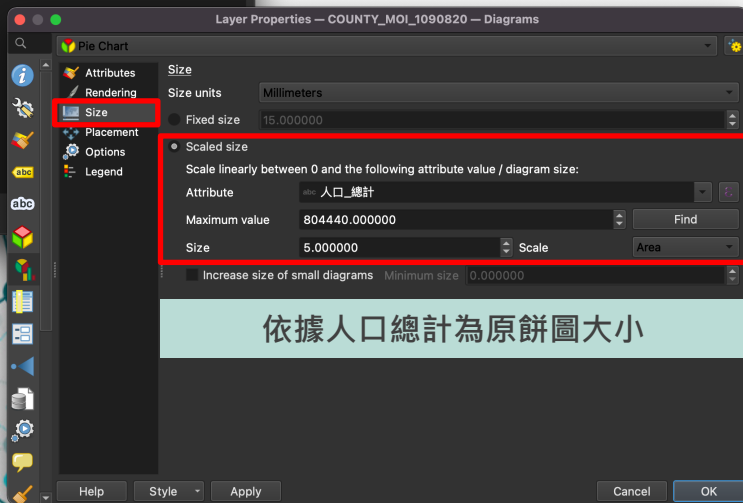 Layer Properties — COUNTY_MOI_1090820 — Diagrams
Pie Chart
Attributes
Rendering
Size
Placement
Options
Legend
Size
Size units Millimeters
Fixed size 15.000000
Scaled size
Scale linearly between 0 and the following attribute value / diagram size:
Attribute abc 人口_總計
Maximum value 804440.000000 Find
Size 5.000000 Scale Area
Increase size of small diagrams Minimum size 0.000000
abc
abc
依據人口總計為原餅圖大小
Help Style Apply Cancel OK